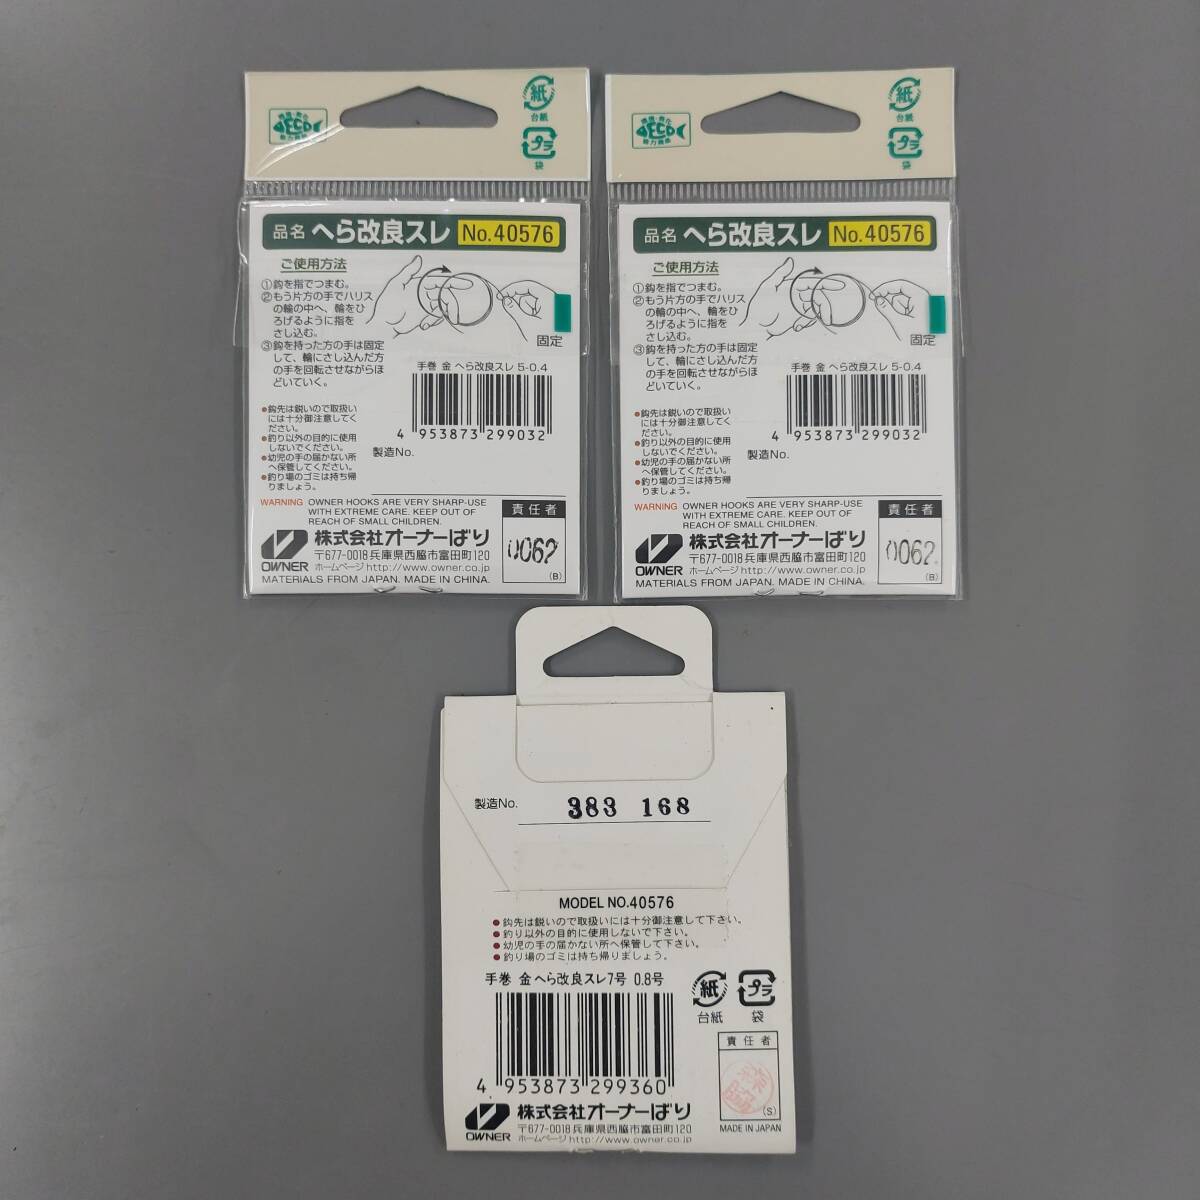 ECO
協力商品
紙
台紙
プラ
袋
品名 へら改良スレ No.40576
ご使用方法
①鈎を指でつまむ。
②もう片方の手でハリス
の輪の中へ、輪をひ
ろげるように指を
さし込む。
③鈎を持った方の手は固定
して、輪にさし込んだ方
の手を回転させながらほ
どいていく。
固定
手巻 金 へら改良スレ 5-0.4
4 953873 299032
●鈎先は鋭いので取扱い
には十分御注意してく
ださい。
●釣り以外の目的に使用
しないでください。
●幼児の手の届かない所
へ保管してください。
●釣り場のゴミは持ち帰
りましょう。
製造No.
WARNING OWNER HOOKS ARE VERY SHARP-USE
WITH EXTREME CARE. KEEP OUT OF
REACH OF SMALL CHILDREN.
OWNER
株式会社オーナーばり
〒677-0018 兵庫県西脇市富田町120
ホームページ http://www.owner.co.jp
MATERIALS FROM JAPAN. MADE IN CHINA.
責任者
0062
(B)
ECO
協力商品
紙
台紙
プラ
袋
品名 へら改良スレ No.40576
ご使用方法
①鈎を指でつまむ。
②もう片方の手でハリス
の輪の中へ、輪をひ
ろげるように指を
さし込む。
③鈎を持った方の手は固定
して、輪にさし込んだ方
の手を回転させながらほ
どいていく。
固定
手巻 金 へら改良スレ 5-0.4
4 953873 299032
●鈎先は鋭いので取扱い
には十分御注意してく
ださい。
●釣り以外の目的に使用
しないでください。
●幼児の手の届かない所
へ保管してください。
●釣り場のゴミは持ち帰
りましょう。
製造No.
WARNING OWNER HOOKS ARE VERY SHARP-USE
WITH EXTREME CARE. KEEP OUT OF
REACH OF SMALL CHILDREN.
OWNER
株式会社オーナーばり
〒677-0018 兵庫県西脇市富田町120
ホームページ http://www.owner.co.jp
MATERIALS FROM JAPAN. MADE IN CHINA.
責任者
0062
(B)
製造No. 383 168
MODEL NO.40576
●鈎先は鋭いので取扱いには十分御注意して下さい。
●釣り以外の目的に使用しないで下さい。
●幼児の手の届かない所へ保管して下さい。
●釣り場のゴミは持ち帰りましょう。
手巻 金 へら改良スレ7号 0.8号
4 953873 299360
紙
台紙
プラ
袋
責任者
(S)
OWNER
株式会社オーナーばり
〒677-0018 兵庫県西脇市富田町120
ホームページ http://www.owner.co.jp
MADE IN JAPAN